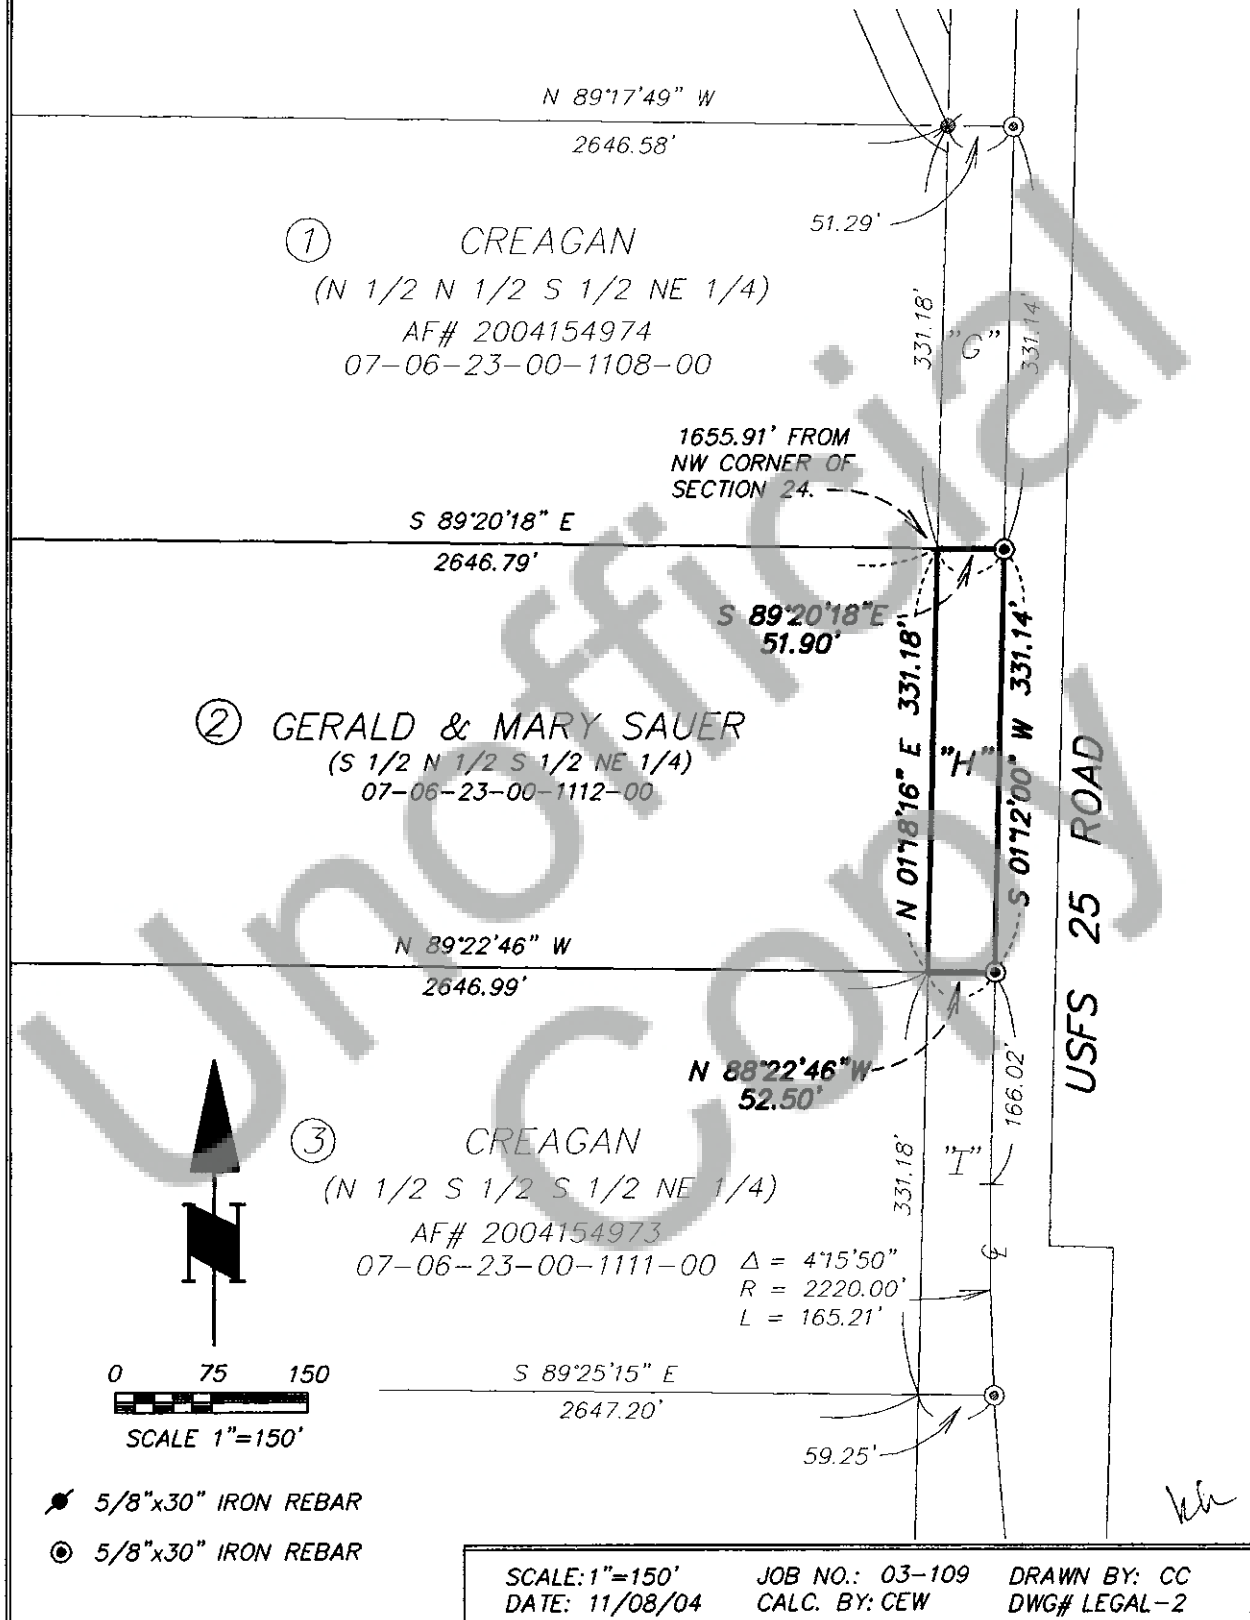 N 89°17'49" W
2646.58'
51.29'
1 CREAGAN
(N 1/2 N 1/2 S 1/2 NE 1/4)
AF# 2004154974
07-06-23-00-1108-00
331.18'
"G"
331.14'
1655.91' FROM
NW CORNER OF
SECTION 24.
S 89°20'18" E
2646.79'
S 89°20'18"E
51.90'
2 GERALD & MARY SAUER
(S 1/2 N 1/2 S 1/2 NE 1/4)
07-06-23-00-1112-00
N 01°18'16" E 331.18'
"H"
S 01°12'00" W 331.14'
USFS 25 ROAD
N 89°22'46" W
2646.99'
N 88°22'46"W
52.50'
166.02'
3 CREAGAN
(N 1/2 S 1/2 S 1/2 NE 1/4)
AF# 2004154973
07-06-23-00-1111-00
331.18'
"I"
Δ = 4°15'50"
R = 2220.00'
L = 165.21'
℄
S 89°25'15" E
2647.20'
59.25'
N
0 75 150
SCALE 1"=150'
5/8"x30" IRON REBAR
5/8"x30" IRON REBAR
SCALE: 1"=150' JOB NO.: 03-109 DRAWN BY: CC
DATE: 11/08/04 CALC. BY: CEW DWG# LEGAL-2
Unofficial
Copy